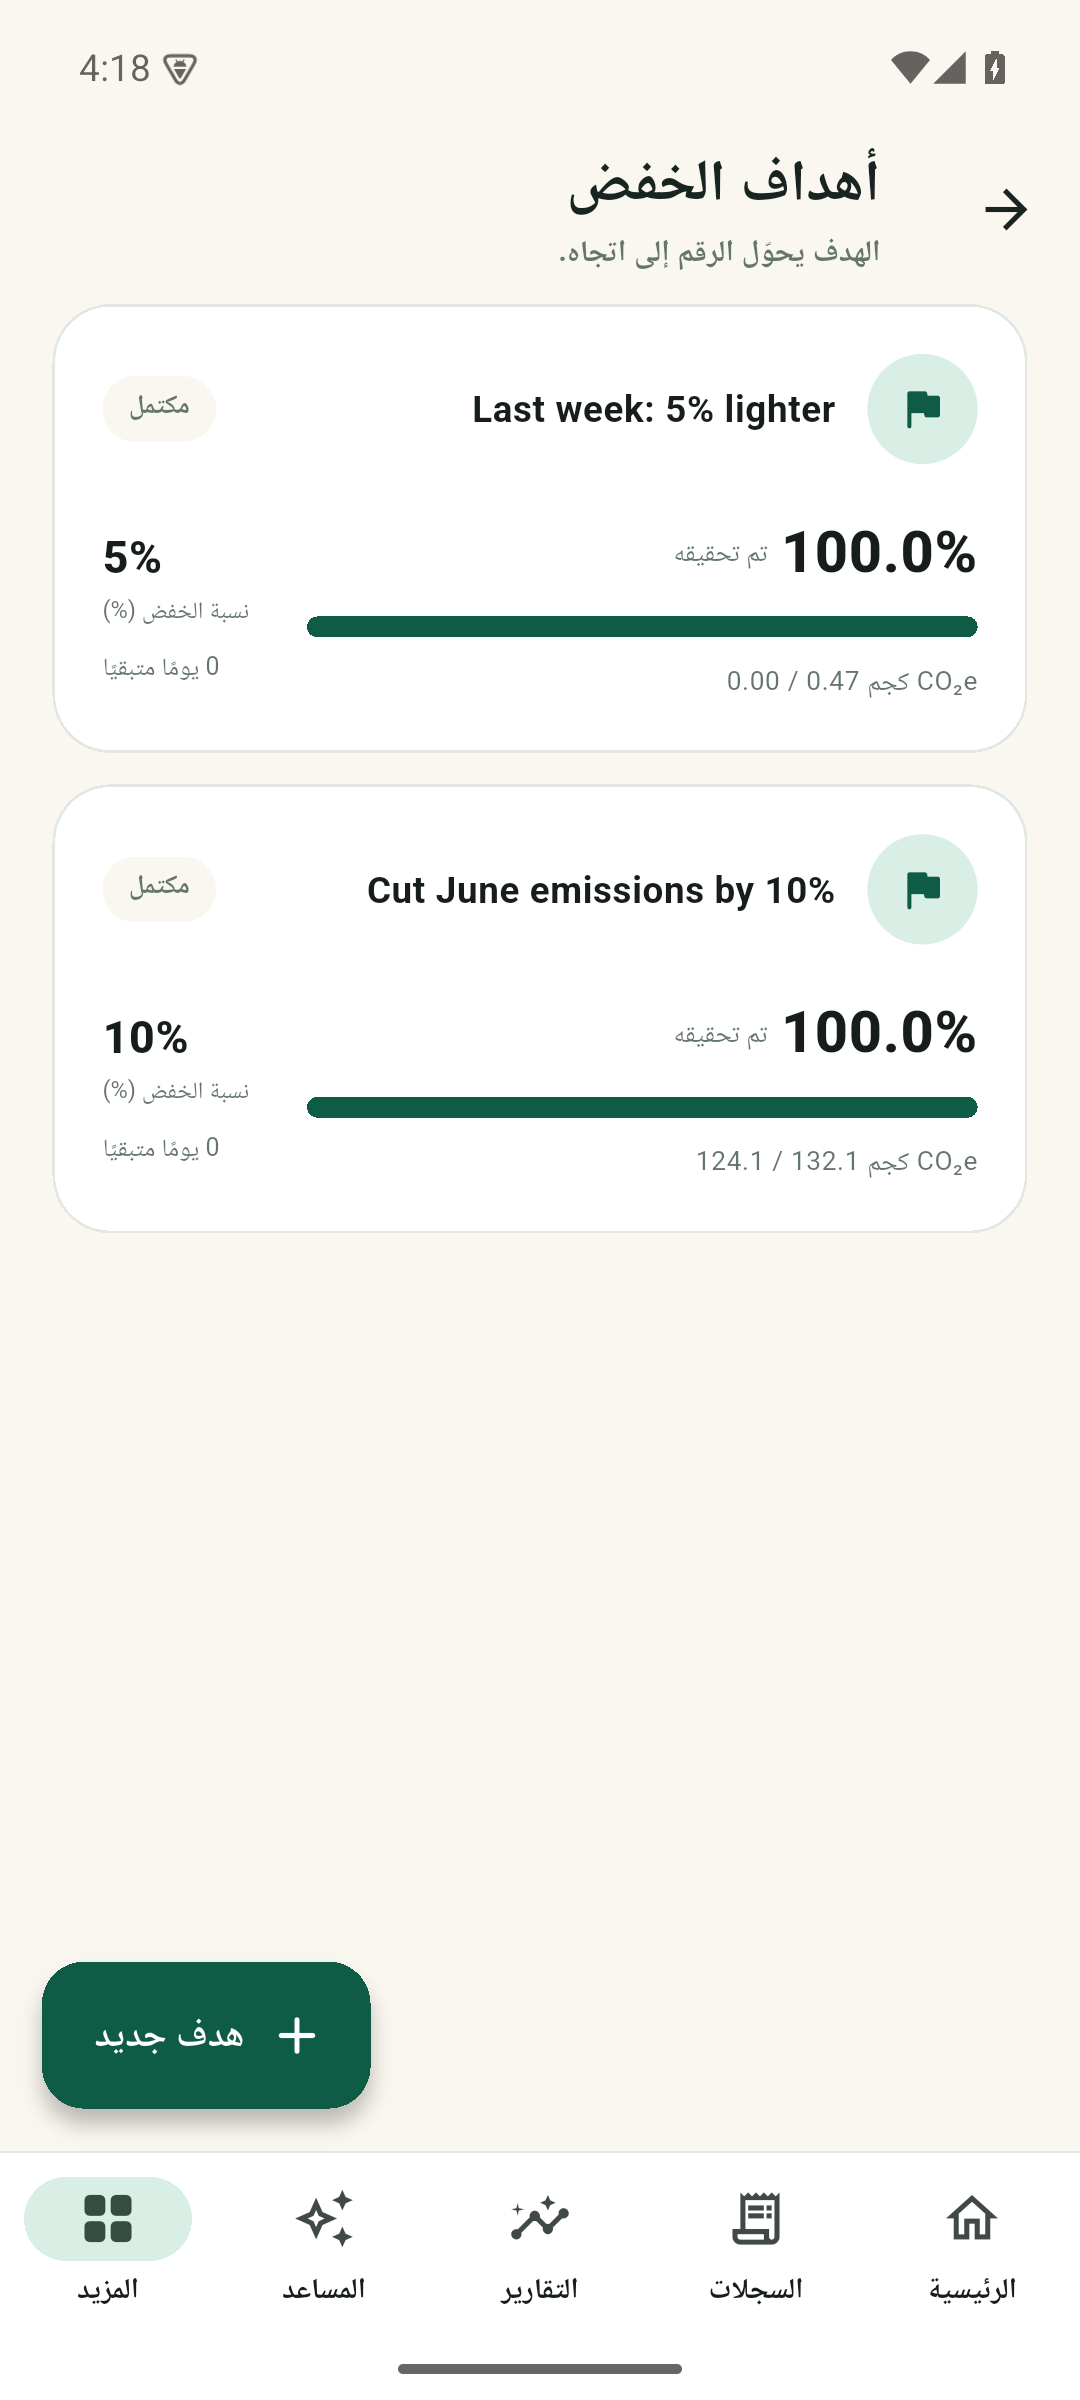 4:18
أهداف الخفض
الهدف يحوّل الرقم إلى اتجاه.
Last week: 5% lighter
مكتمل
100.0% تم تحقيقه
5%
نسبة الخفض (%)
0 يومًا متبقيًا
0.00 / 0.47 كجم CO₂e
Cut June emissions by 10%
مكتمل
100.0% تم تحقيقه
10%
نسبة الخفض (%)
0 يومًا متبقيًا
124.1 / 132.1 كجم CO₂e
هدف جديد
الرئيسية
السجلات
التقارير
المساعد
المزيد